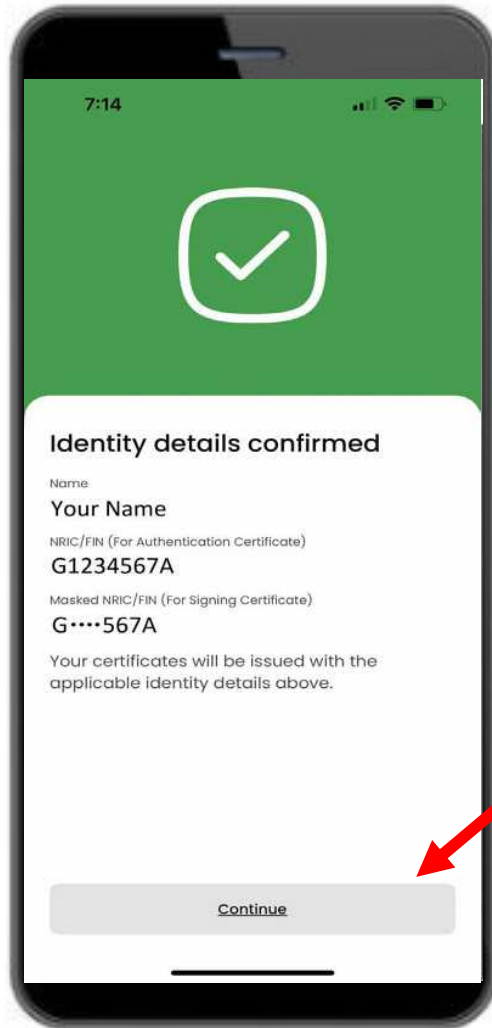 7:14
Identity details confirmed
Name
Your Name
NRIC/FIN (For Authentication Certificate)
G1234567A
Masked NRIC/FIN (For Signing Certificate)
G····567A
Your certificates will be issued with the
applicable identity details above.
Continue